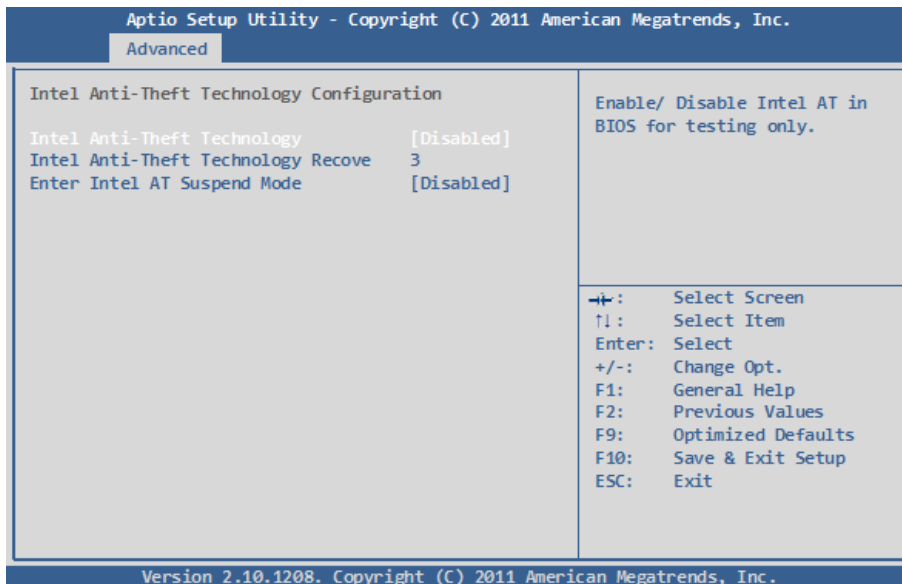 Aptio Setup Utility - Copyright (C) 2011 American Megatrends, Inc.
Advanced
Intel Anti-Theft Technology Configuration
Intel Anti-Theft Technology [Disabled]
Intel Anti-Theft Technology Recove 3
Enter Intel AT Suspend Mode [Disabled]
Enable/ Disable Intel AT in
BIOS for testing only.
→←: Select Screen
↑↓: Select Item
Enter: Select
+/-: Change Opt.
F1: General Help
F2: Previous Values
F9: Optimized Defaults
F10: Save & Exit Setup
ESC: Exit
Version 2.10.1208. Copyright (C) 2011 American Megatrends, Inc.